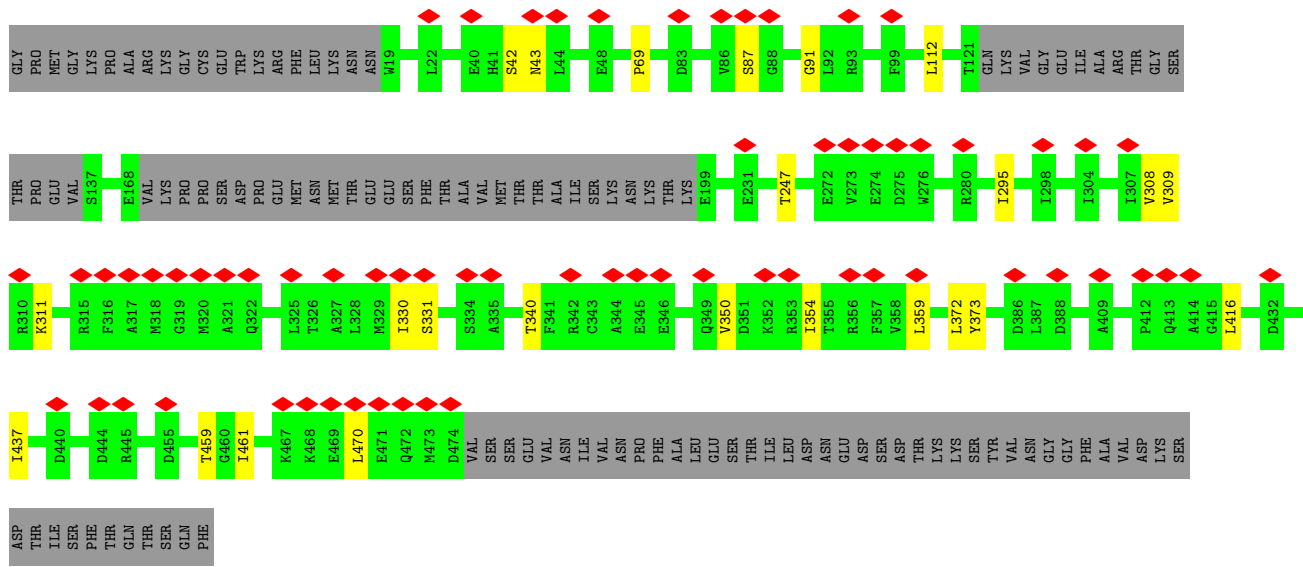 GLY PRO MET GLY LYS PRO ALA ARG LYS GLY CYS GLU TRP LYS ARG PHE LEU LYS ASN ASN W19 L22 E40 H41 S42 N43 L44 E48 P69 D83 V86 S87 G88 G91 L92 R93 F99 L112 T121 GLN LYS VAL GLY GLU ILE ALA ARG THR GLY SER
THR PRO GLU VAL S137 E168 VAL LYS PRO PRO SER ASP PRO GLU MET ASN MET THR GLU GLU SER PHE THR ALA VAL MET THR THR ALA ILE SER LYS ASN LYS THR LYS E199 E231 T247 E272 V273 E274 D275 W276 R280 I295 I298 I304 I307 V308 V309
R310 K311 R315 F316 A317 M318 G319 M320 A321 Q322 L325 T326 A327 L328 M329 I330 S331 S334 A335 T340 F341 R342 C343 A344 E345 E346 Q349 V350 D351 K352 R353 I354 T355 R356 F357 V358 L359 L372 Y373 D386 L387 D388 A409 P412 Q413 A414 G415 L416 D432
I437 D440 D444 R445 D455 T459 G460 I461 K467 K468 E469 L470 E471 Q472 M473 D474 VAL SER SER GLU VAL ASN ILE VAL ASN PRO PHE ALA LEU GLU SER THR ILE LEU ASP ASN GLU ASP SER ASP THR LYS LYS SER TYR VAL ASN GLY GLY PHE ALA VAL ASP LYS SER
ASP THR ILE SER PHE THR GLN THR SER GLN PHE